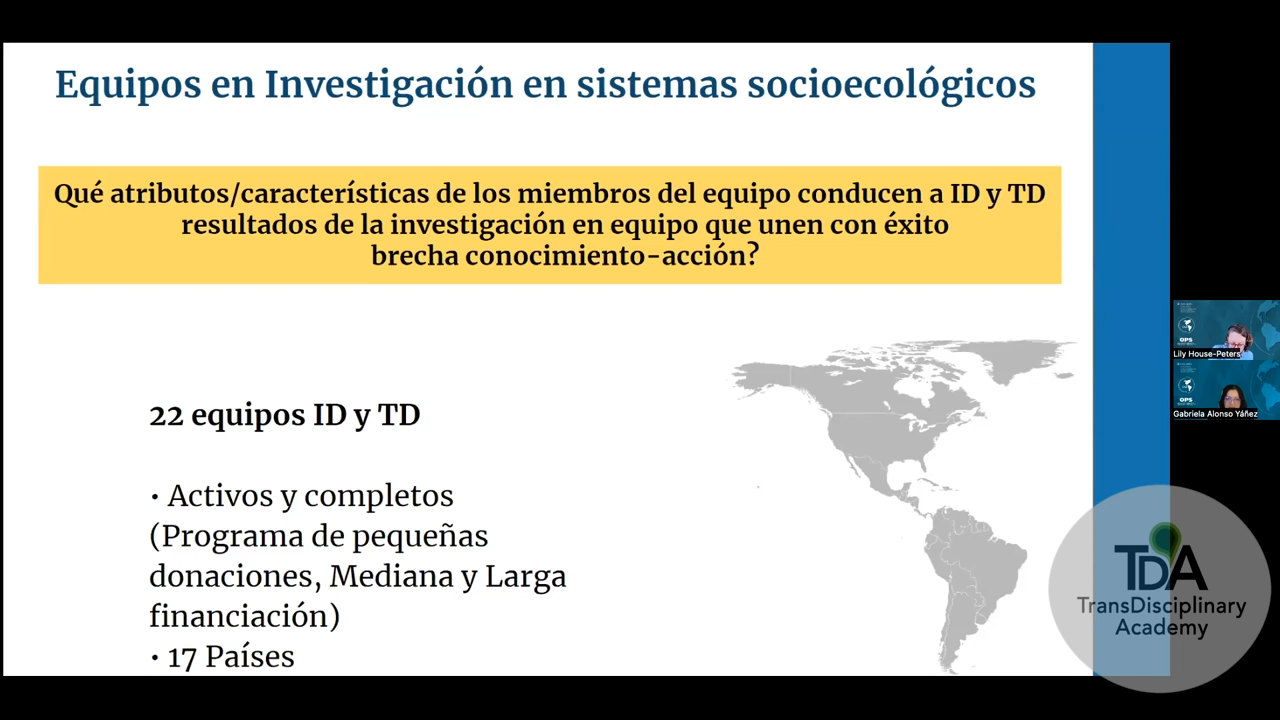 Equipos en Investigación en sistemas socioecológicos
Qué atributos/características de los miembros del equipo conducen a ID y TD
resultados de la investigación en equipo que unen con éxito
brecha conocimiento-acción?
22 equipos ID y TD
• Activos y completos
(Programa de pequeñas
donaciones, Mediana y Larga
financiación)
• 17 Países
OPS
Lily House-Peters
OPS
Gabriela Alonso Yáñez
TDA
TransDisciplinary
Academy